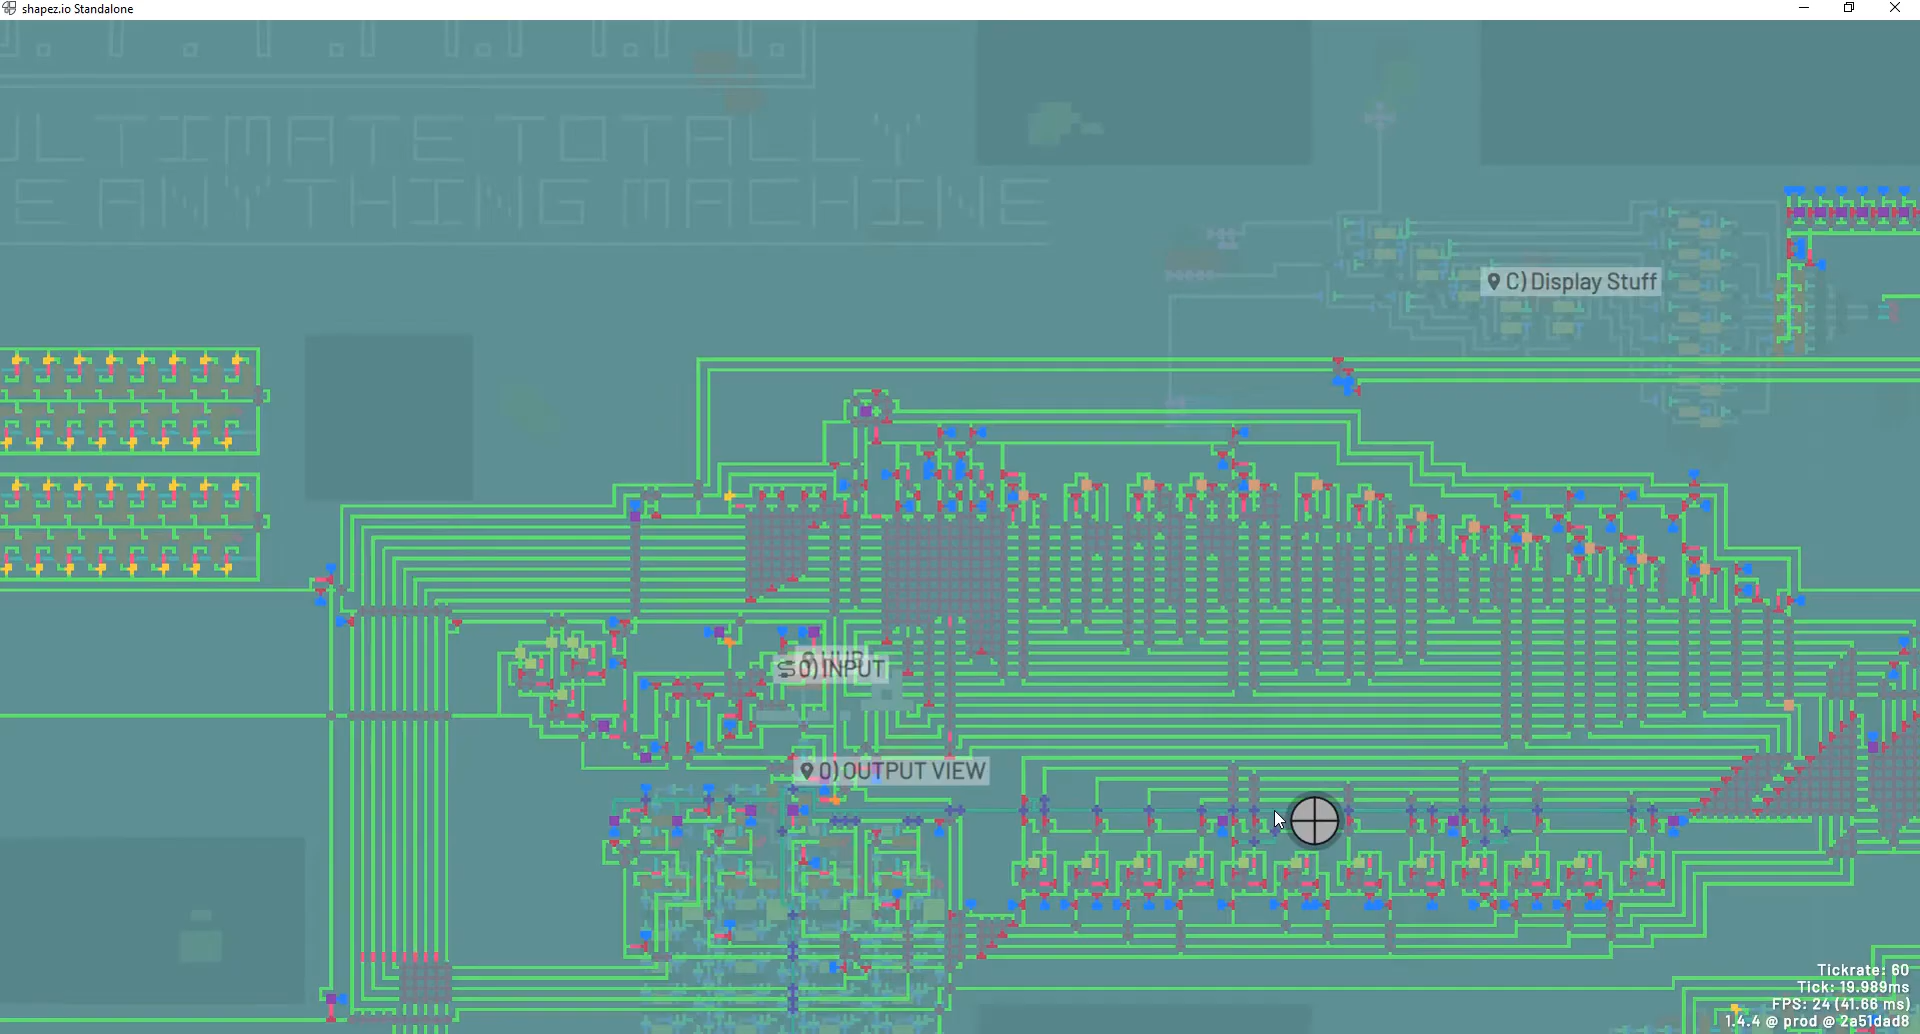 shapez.io Standalone
ULTIMATE TOTALLY
E ANYTHING MACHINE
C) Display Stuff
0) INPUT
0) OUTPUT VIEW
Tickrate: 60
Tick: 19.989ms
FPS: 24 (41.66 ms)
1.4.4 @ prod @ 2a51dad8